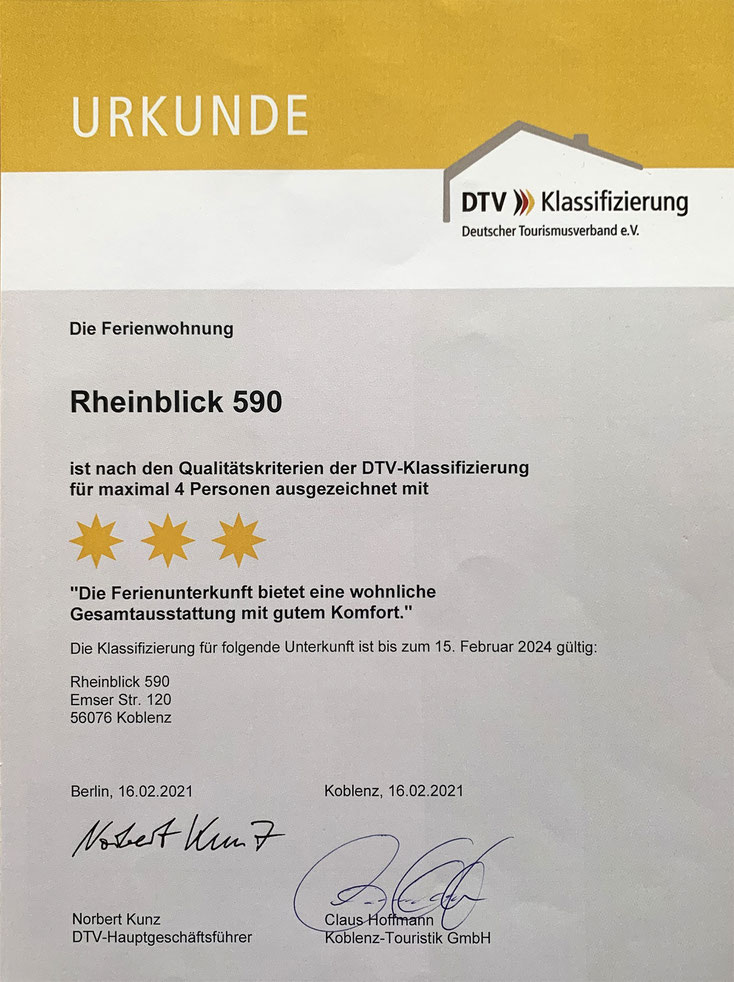 URKUNDE
DTV Klassifizierung
Deutscher Tourismusverband e.V.
Die Ferienwohnung
Rheinblick 590
ist nach den Qualitätskriterien der DTV-Klassifizierung
für maximal 4 Personen ausgezeichnet mit
"Die Ferienunterkunft bietet eine wohnliche
Gesamtausstattung mit gutem Komfort."
Die Klassifizierung für folgende Unterkunft ist bis zum 15. Februar 2024 gültig:
Rheinblick 590
Emser Str. 120
56076 Koblenz
Berlin, 16.02.2021
Koblenz, 16.02.2021
Norbert Kunz
Norbert Kunz
DTV-Hauptgeschäftsführer
Claus Hoffmann
Koblenz-Touristik GmbH